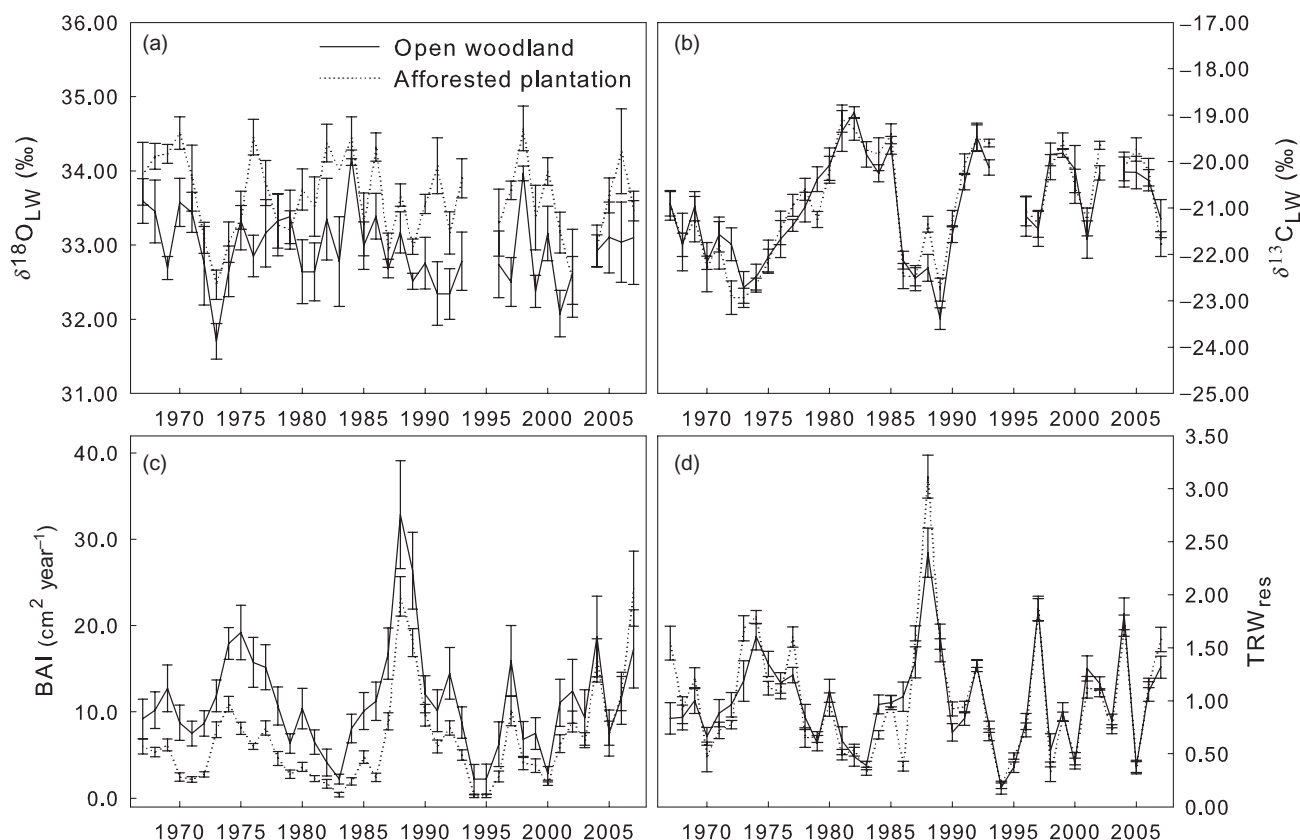 36.00
35.00
34.00
33.00
32.00
31.00
δ18OLW (‰)
(a)
Open woodland
Afforested plantation
1970 1975 1980 1985 1990 1995 2000 2005
(b)
−17.00
−18.00
−19.00
−20.00
−21.00
−22.00
−23.00
−24.00
−25.00
δ13CLW (‰)
1970 1975 1980 1985 1990 1995 2000 2005
40.0
30.0
20.0
10.0
0.0
BAI (cm2 year−1)
(c)
1970 1975 1980 1985 1990 1995 2000 2005
(d)
3.50
3.00
2.50
2.00
1.50
1.00
0.50
0.00
TRWres
1970 1975 1980 1985 1990 1995 2000 2005